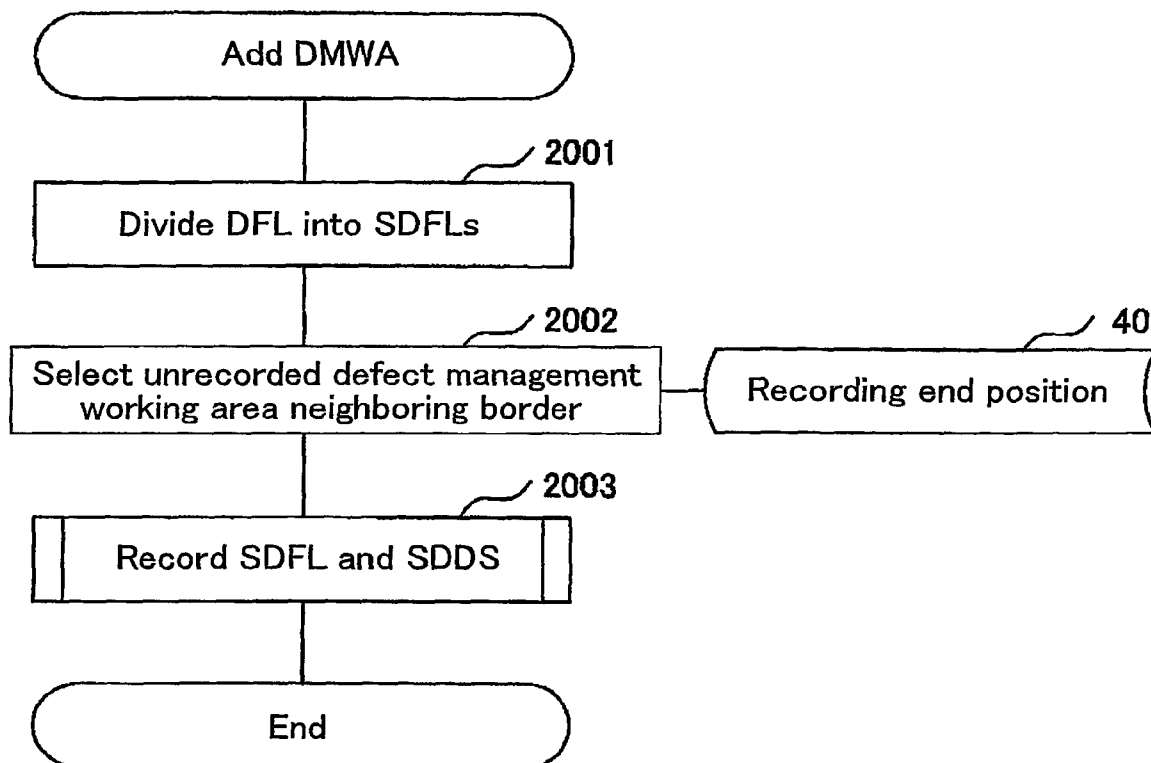 Add DMWA
2001
Divide DFL into SDFLs
2002
40
Select unrecorded defect management
working area neighboring border
Recording end position
2003
Record SDFL and SDDS
End